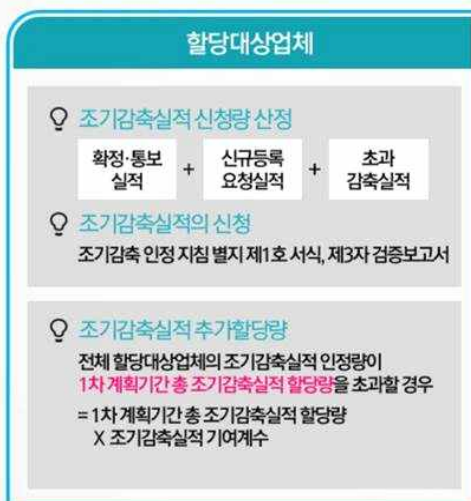 할당대상업체
조기감축실적 신청량 산정
확정·통보 실적 + 신규등록 요청실적 + 초과 감축실적
조기감축실적의 신청
조기감축 인정 지침 별지 제1호 서식, 제3자 검증보고서
조기감축실적 추가할당량
전체 할당대상업체의 조기감축실적 인정량이
1차 계획기간 총 조기감축실적 할당량을 초과할 경우
= 1차 계획기간 총 조기감축실적 할당량
X 조기감축실적 기여계수